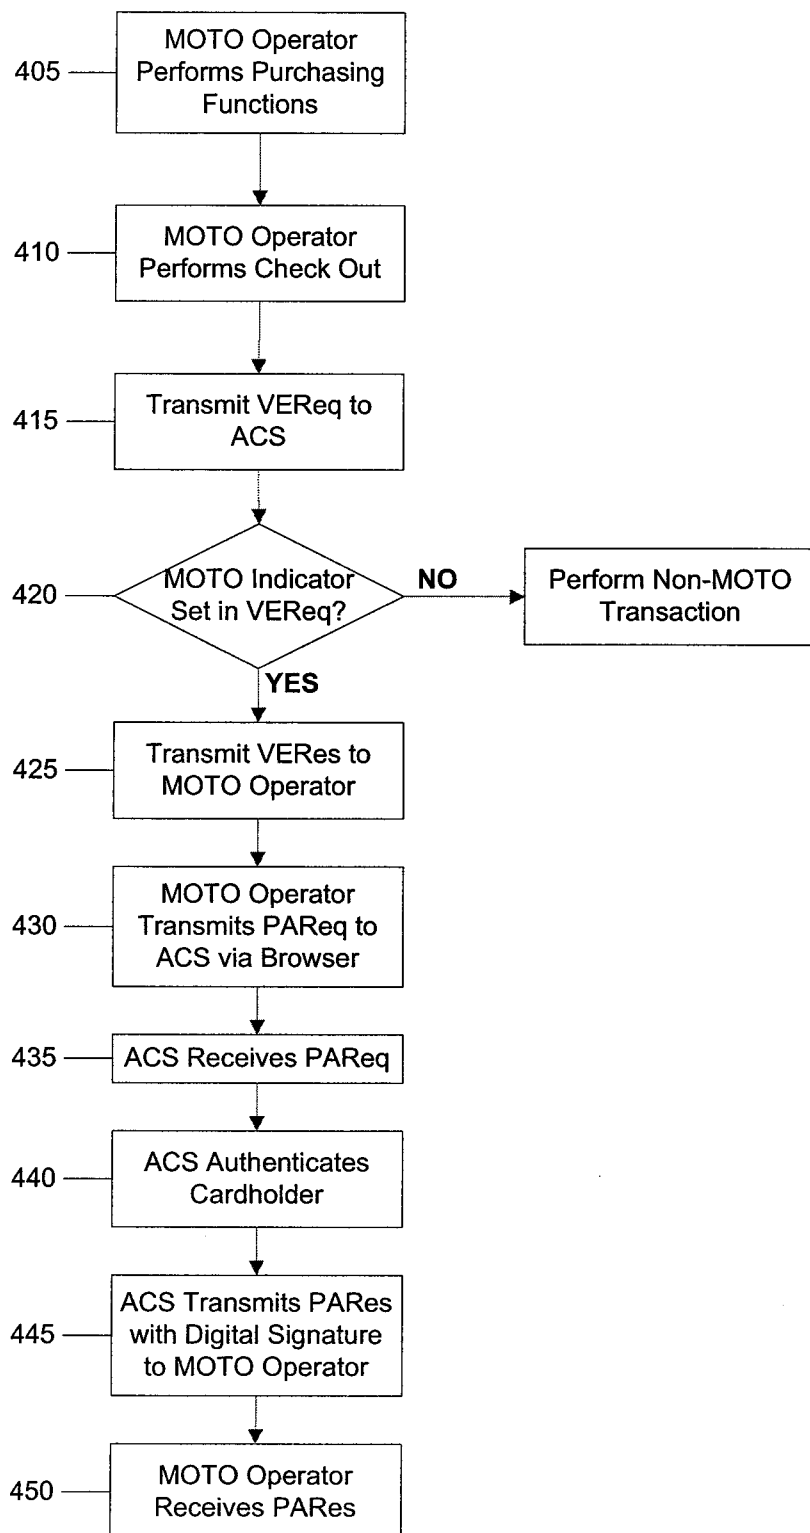 405
MOTO Operator
Performs Purchasing
Functions
410
MOTO Operator
Performs Check Out
415
Transmit VEReq to
ACS
420
MOTO Indicator
Set in VEReq?
NO
Perform Non-MOTO
Transaction
YES
425
Transmit VERes to
MOTO Operator
430
MOTO Operator
Transmits PAReq to
ACS via Browser
435
ACS Receives PAReq
440
ACS Authenticates
Cardholder
445
ACS Transmits PARes
with Digital Signature
to MOTO Operator
450
MOTO Operator
Receives PARes